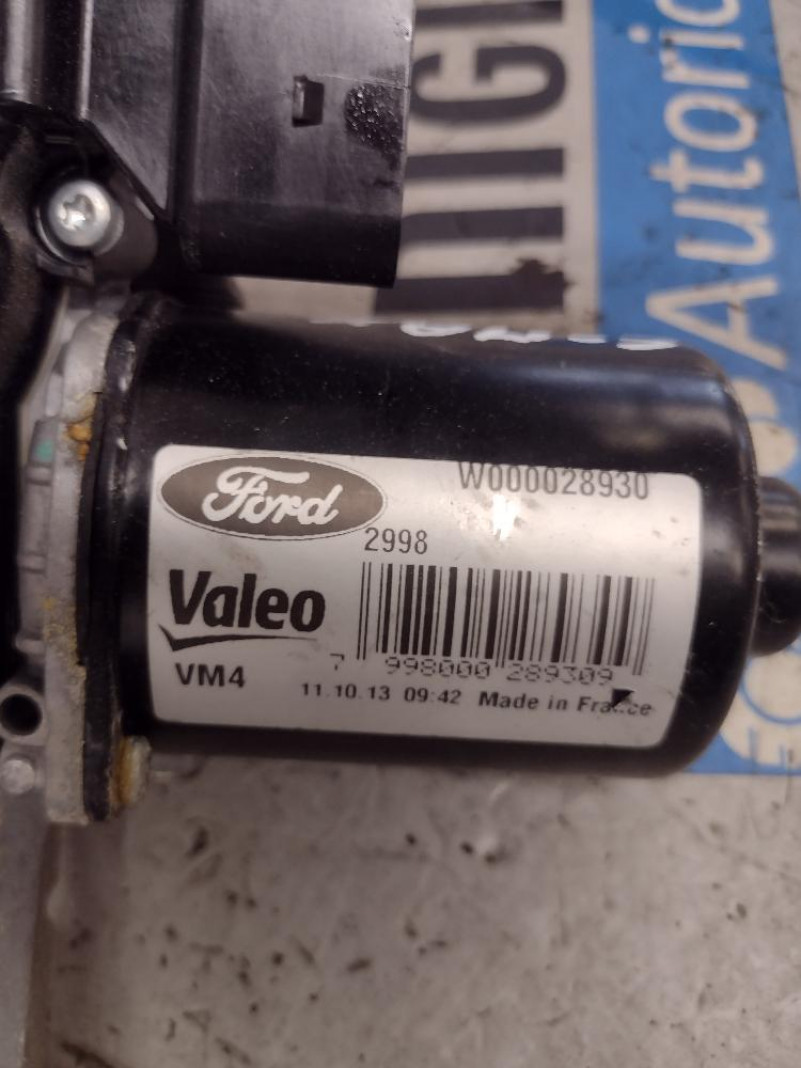 Autoric
Ford
W000028930
2998
Valeo
7 998000 289309
VM4
11.10.13 09:42 Made in France